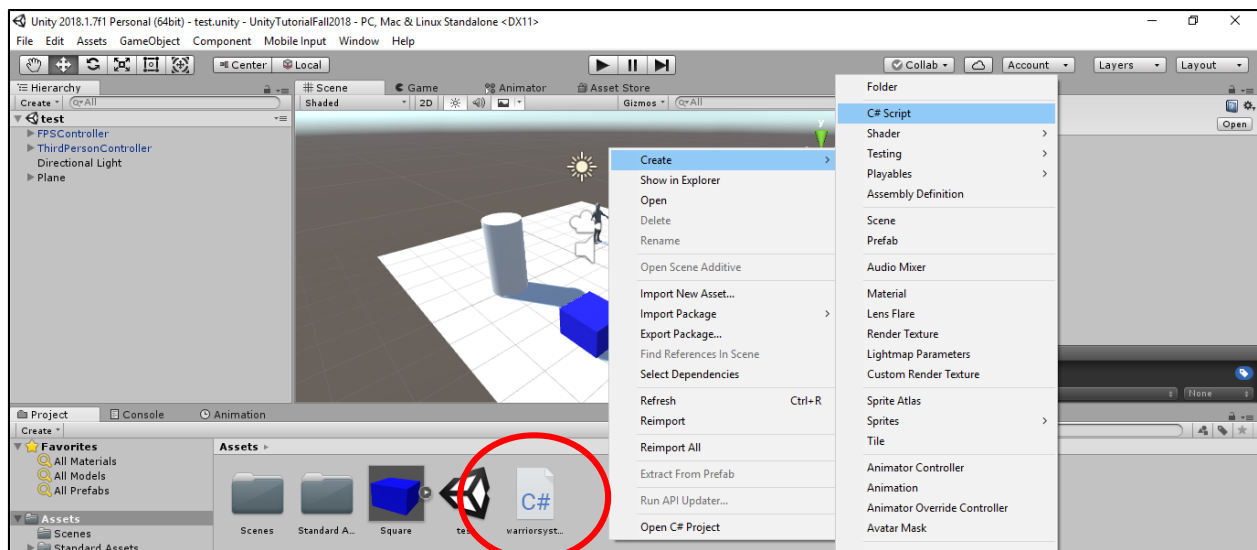 Unity 2018.1.7f1 Personal (64bit) - test.unity - UnityTutorialFall2018 - PC, Mac & Linux Standalone <DX11>
File Edit Assets GameObject Component Mobile Input Window Help
Center Local Collab Account Layers Layout
Hierarchy
Create All
test
FPSController
ThirdPersonController
Directional Light
Plane
Scene Game Animator Asset Store
Shaded 2D Gizmos All
y
Open
None
Create
Show in Explorer
Open
Delete
Rename
Open Scene Additive
Import New Asset...
Import Package
Export Package...
Find References In Scene
Select Dependencies
Refresh Ctrl+R
Reimport
Reimport All
Extract From Prefab
Run API Updater...
Open C# Project
Folder
C# Script
Shader
Testing
Playables
Assembly Definition
Scene
Prefab
Audio Mixer
Material
Lens Flare
Render Texture
Lightmap Parameters
Custom Render Texture
Sprite Atlas
Sprites
Tile
Animator Controller
Animation
Animator Override Controller
Avatar Mask
Project Console Animation
Create
Favorites
All Materials
All Models
All Prefabs
Assets
Scenes
Standard Assets
Assets
C#
Scenes Standard A... Square tes warriorsyst...